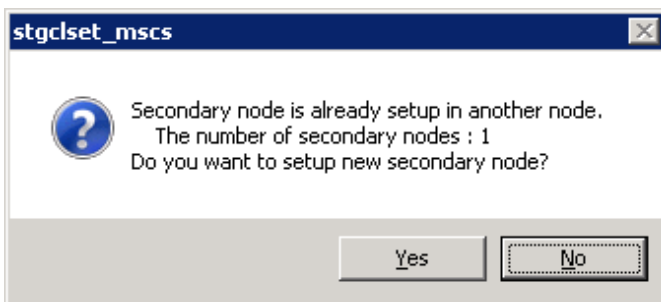 stgclset_mscs
Secondary node is already setup in another node.
The number of secondary nodes : 1
Do you want to setup new secondary node?
Yes
No